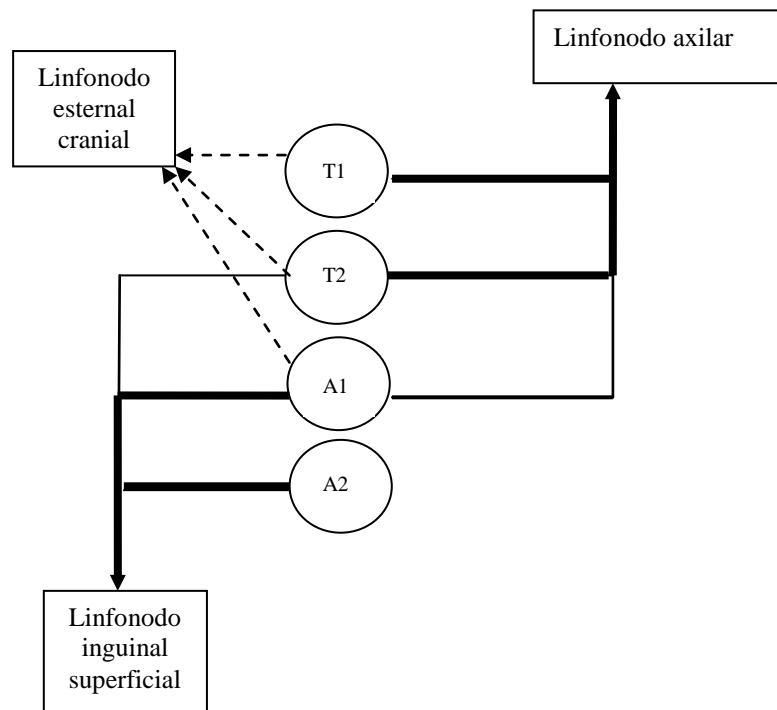 Linfonodo axilar
Linfonodo
esternal
cranial
T1
T2
A1
A2
Linfonodo
inguinal
superficial